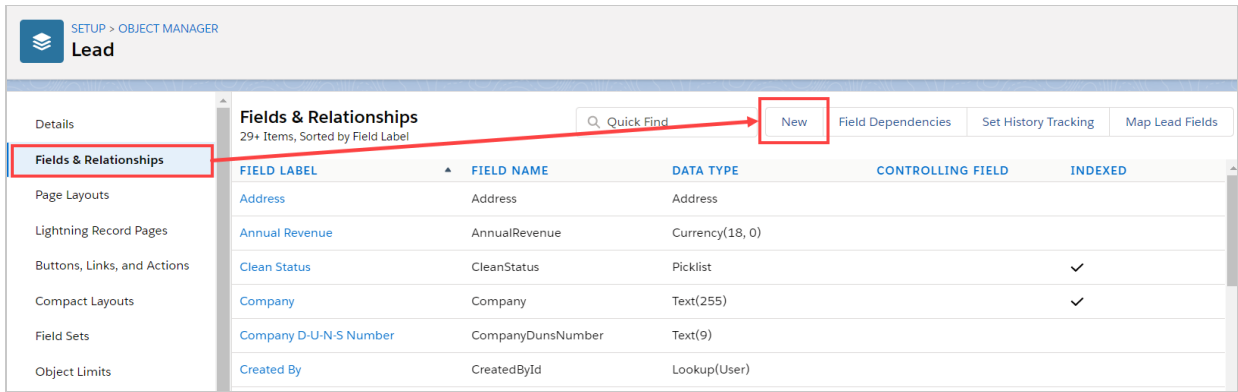 SETUP > OBJECT MANAGER
Lead
Details
Fields & Relationships
Page Layouts
Lightning Record Pages
Buttons, Links, and Actions
Compact Layouts
Field Sets
Object Limits
Fields & Relationships
29+ Items, Sorted by Field Label
Quick Find
New
Field Dependencies
Set History Tracking
Map Lead Fields
FIELD LABEL FIELD NAME DATA TYPE CONTROLLING FIELD INDEXED
Address Address Address
Annual Revenue AnnualRevenue Currency(18, 0)
Clean Status CleanStatus Picklist
Company Company Text(255)
Company D-U-N-S Number CompanyDunsNumber Text(9)
Created By CreatedById Lookup(User)